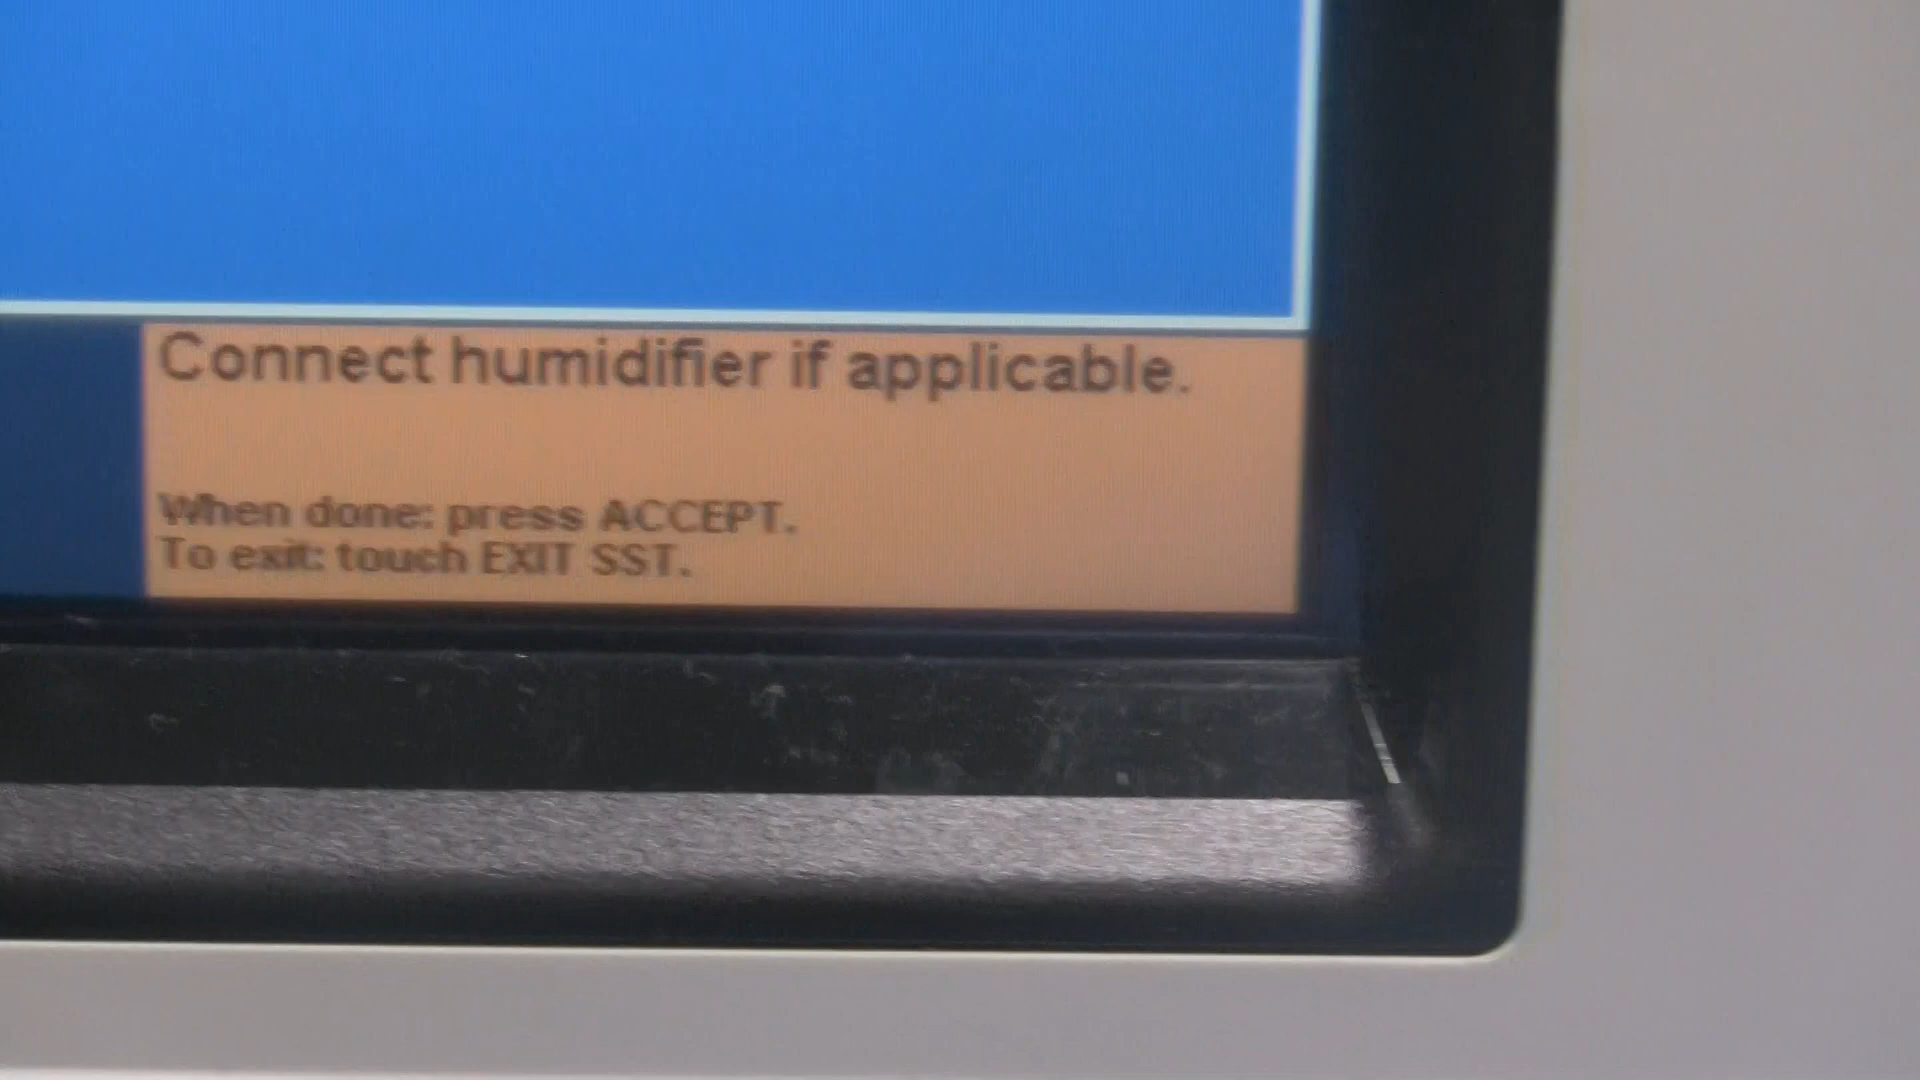 Connect humidifier if applicable.
When done: press ACCEPT.
To exit: touch EXIT SST.